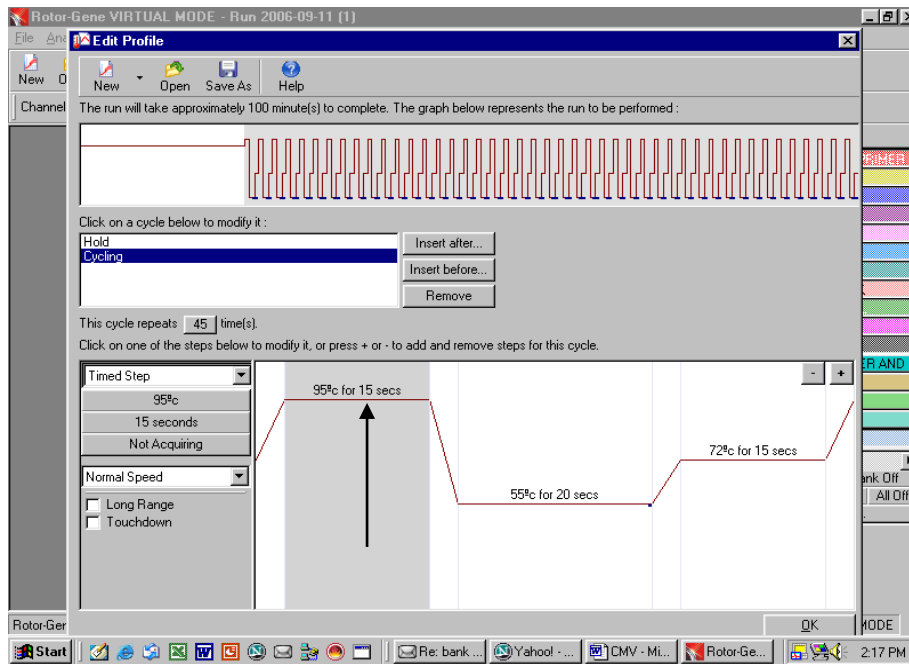 Rotor-Gene VIRTUAL MODE - Run 2006-09-11 (1)
File Ana
Edit Profile
New
New Open Save As Help
Channel
The run will take approximately 100 minute(s) to complete. The graph below represents the run to be performed :
PRIMER
Click on a cycle below to modify it :
Hold
Cycling
Insert after...
Insert before...
Remove
This cycle repeats 45 time(s).
Click on one of the steps below to modify it, or press + or - to add and remove steps for this cycle.
ER AND
Timed Step
- +
95ºc
15 seconds
Not Acquiring
Normal Speed
Long Range
Touchdown
95ºc for 15 secs
55ºc for 20 secs
72ºc for 15 secs
ank Off
All Off
OK
Rotor-Ger
MODE
Start
Re: bank ...
Yahoo! - ...
CMV - Mi...
Rotor-Ge...
2:17 PM